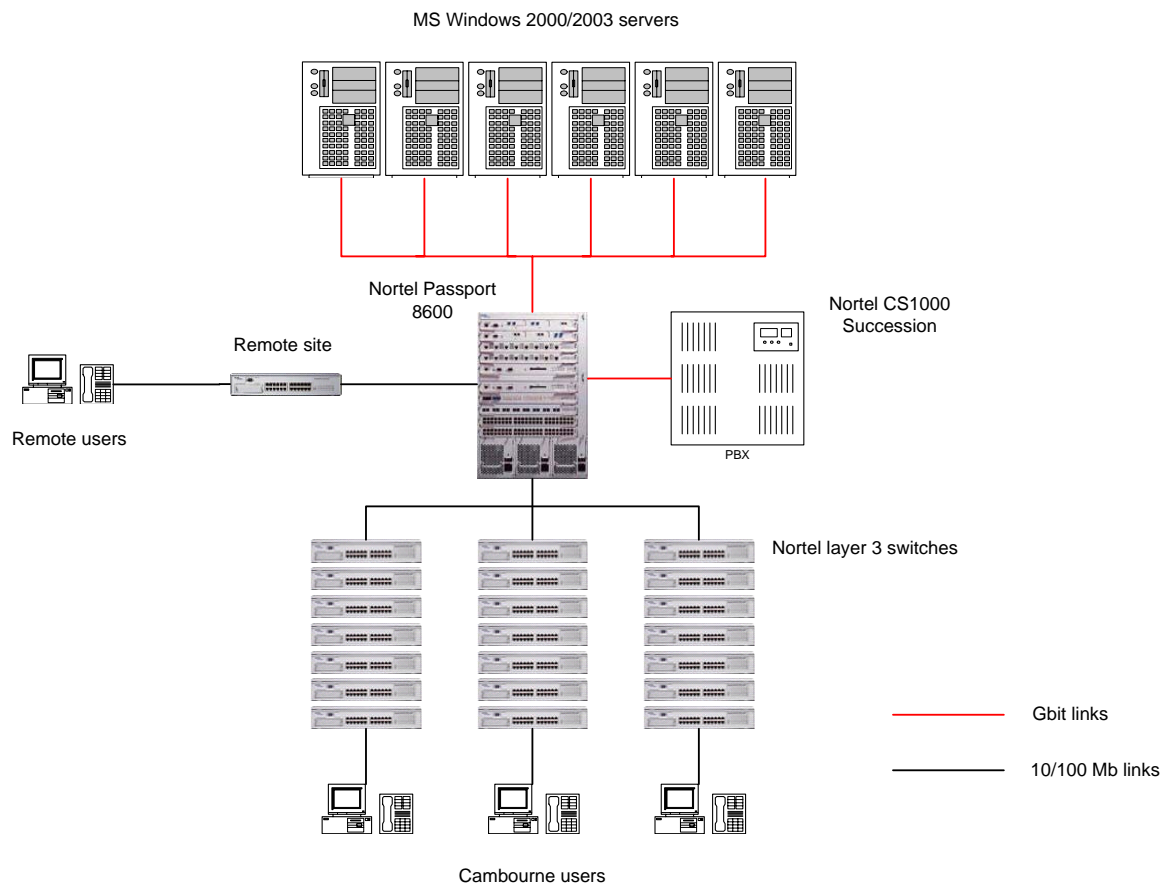 MS Windows 2000/2003 servers
Nortel Passport
8600
Nortel CS1000
Succession
Remote site
Remote users
PBX
Nortel layer 3 switches
Gbit links
10/100 Mb links
Cambourne users